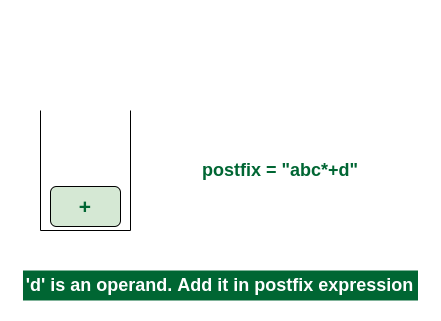 postfix = "abc*+d"
+
'd' is an operand. Add it in postfix expression